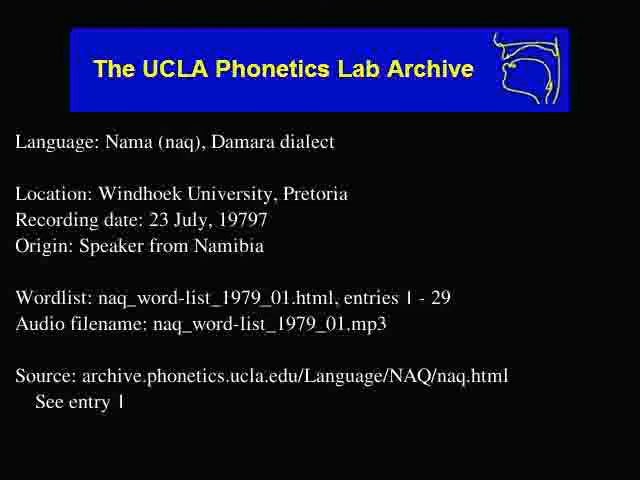 The UCLA Phonetics Lab Archive
Language: Nama (naq), Damara dialect
Location: Windhoek University, Pretoria
Recording date: 23 July, 19797
Origin: Speaker from Namibia
Wordlist: naq_word-list_1979_01.html, entries 1 - 29
Audio filename: naq_word-list_1979_01.mp3
Source: archive.phonetics.ucla.edu/Language/NAQ/naq.html
See entry 1